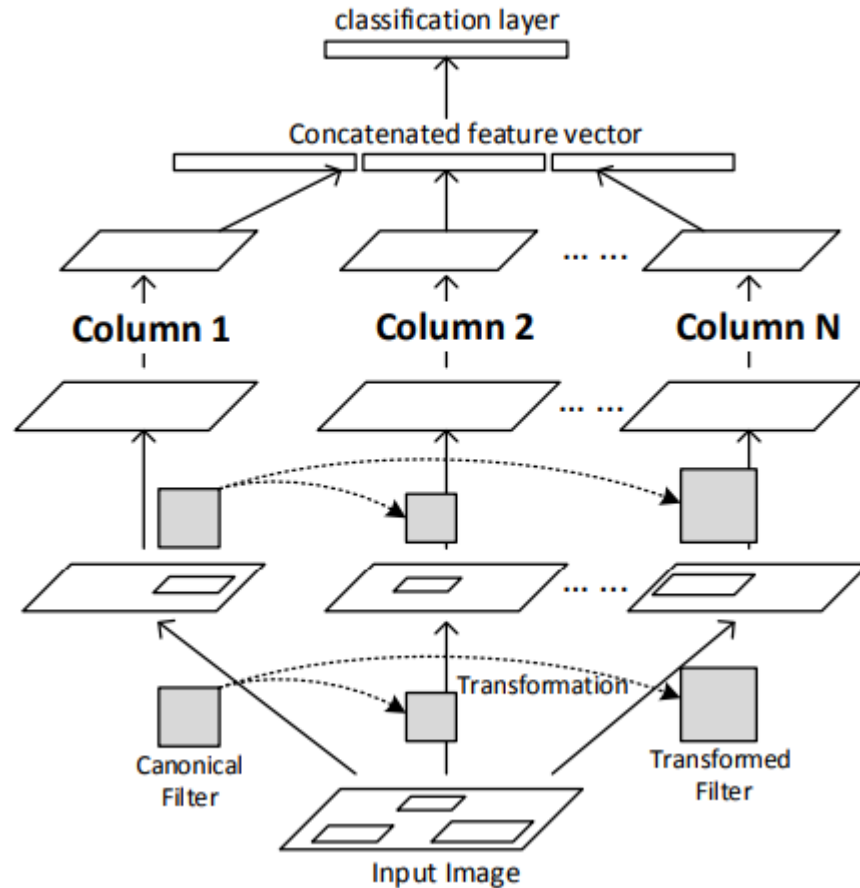 classification layer
Concatenated feature vector
... ...
Column 1 Column 2 Column N
... ...
... ...
Transformation
Canonical
Filter
Transformed
Filter
Input Image